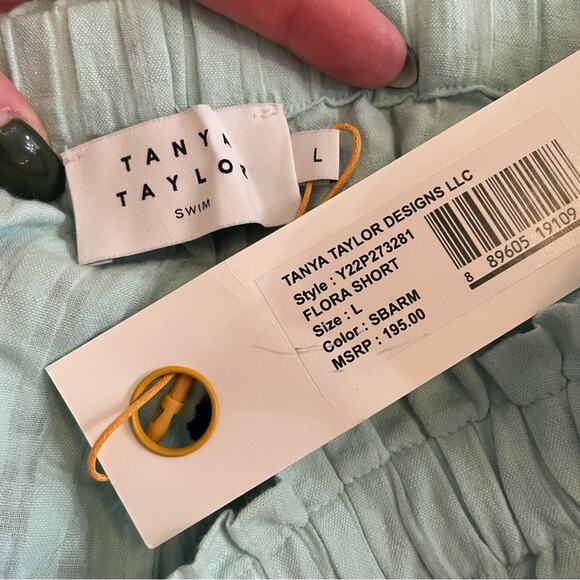 TANYA
TAYLOR
SWIM
L
TANYA TAYLOR DESIGNS LLC
Style : Y22P273281
FLORA SHORT
Size : L
Color : SBARM
MSRP : 195.00
8 89605 19109